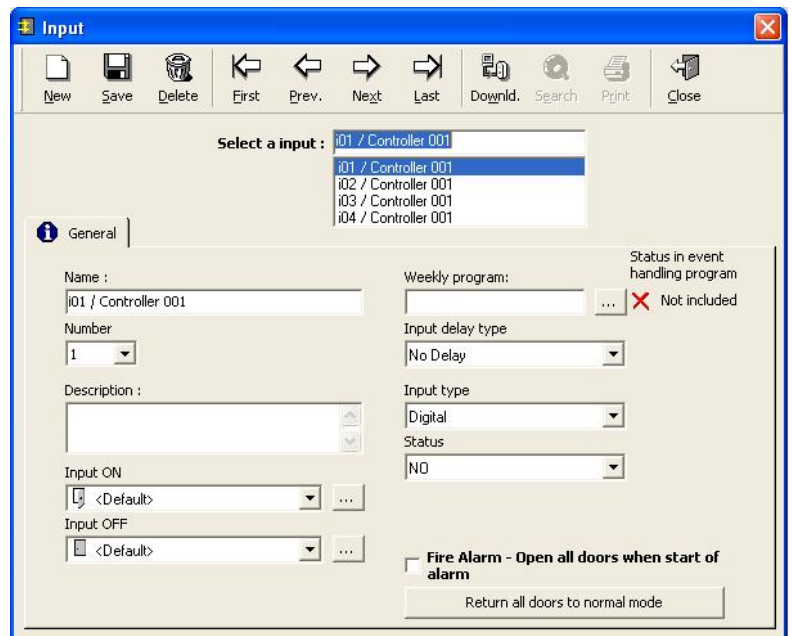 Input
New Save Delete First Prev. Next Last Downld. Search Print Close
Select a input : i01 / Controller 001
i01 / Controller 001
i02 / Controller 001
i03 / Controller 001
i04 / Controller 001
General
Name :
i01 / Controller 001
Number
1
Description :
Input ON
<Default>
...
Input OFF
<Default>
...
Weekly program:
...
Status in event
handling program
Not included
Input delay type
No Delay
Input type
Digital
Status
NO
Fire Alarm - Open all doors when start of
alarm
Return all doors to normal mode